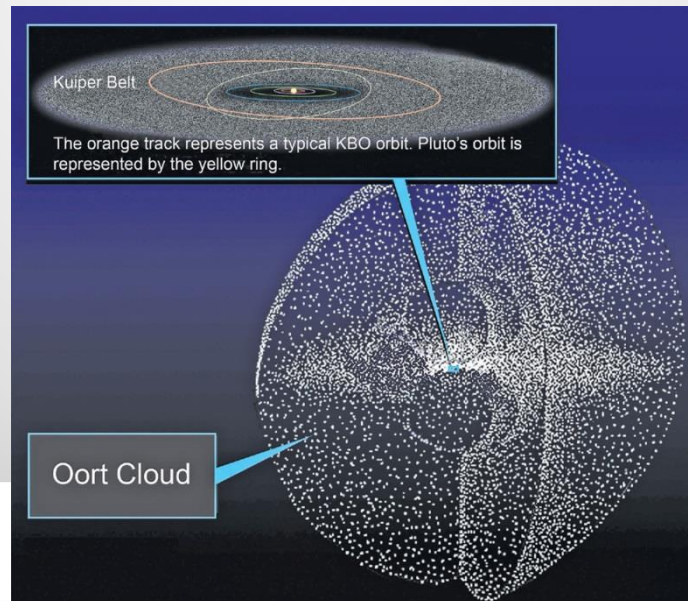 Kuiper Belt
The orange track represents a typical KBO orbit. Pluto's orbit is
represented by the yellow ring.
Oort Cloud